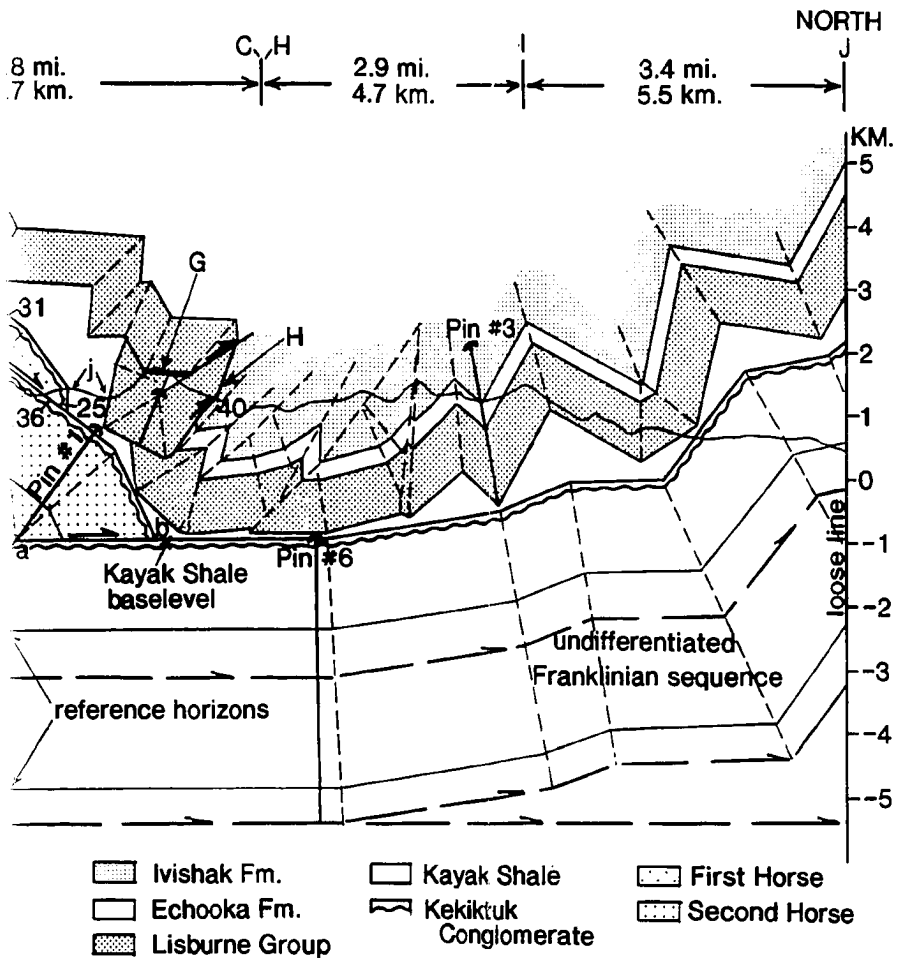 NORTH
C H I J
.8 mi. 2.9 mi. 3.4 mi.
.7 km. 4.7 km. 5.5 km.
KM.
5
4
G
3
31
Pin #3
H
2
j
36 25 40
1
Pin #1
0
a b
Pin #6
-1
Kayak Shale
baselevel
loose line
-2
undifferentiated
Franklinian sequence
-3
reference horizons
-4
-5
Ivishak Fm. Kayak Shale First Horse
Echooka Fm. Kekiktuk Second Horse
Conglomerate
Lisburne Group